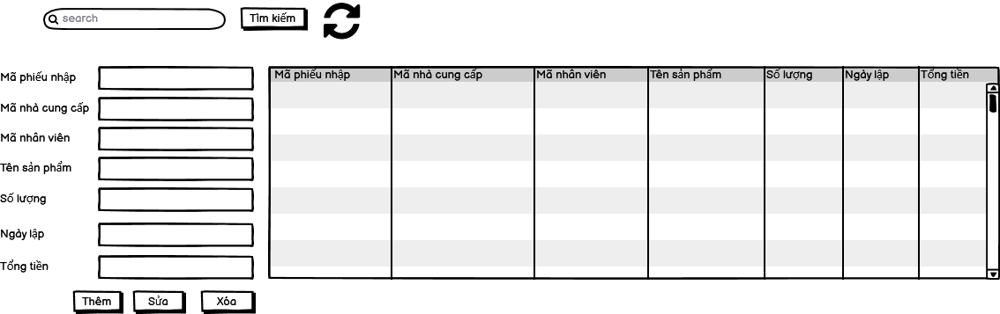 search
Tìm kiếm
Mã phiếu nhập
Mã nhà cung cấp
Mã nhân viên
Tên sản phẩm
Số lượng
Ngày lập
Tổng tiền
Mã phiếu nhập Mã nhà cung cấp Mã nhân viên Tên sản phẩm Số lượng Ngày lập Tổng tiền
Thêm Sửa Xóa